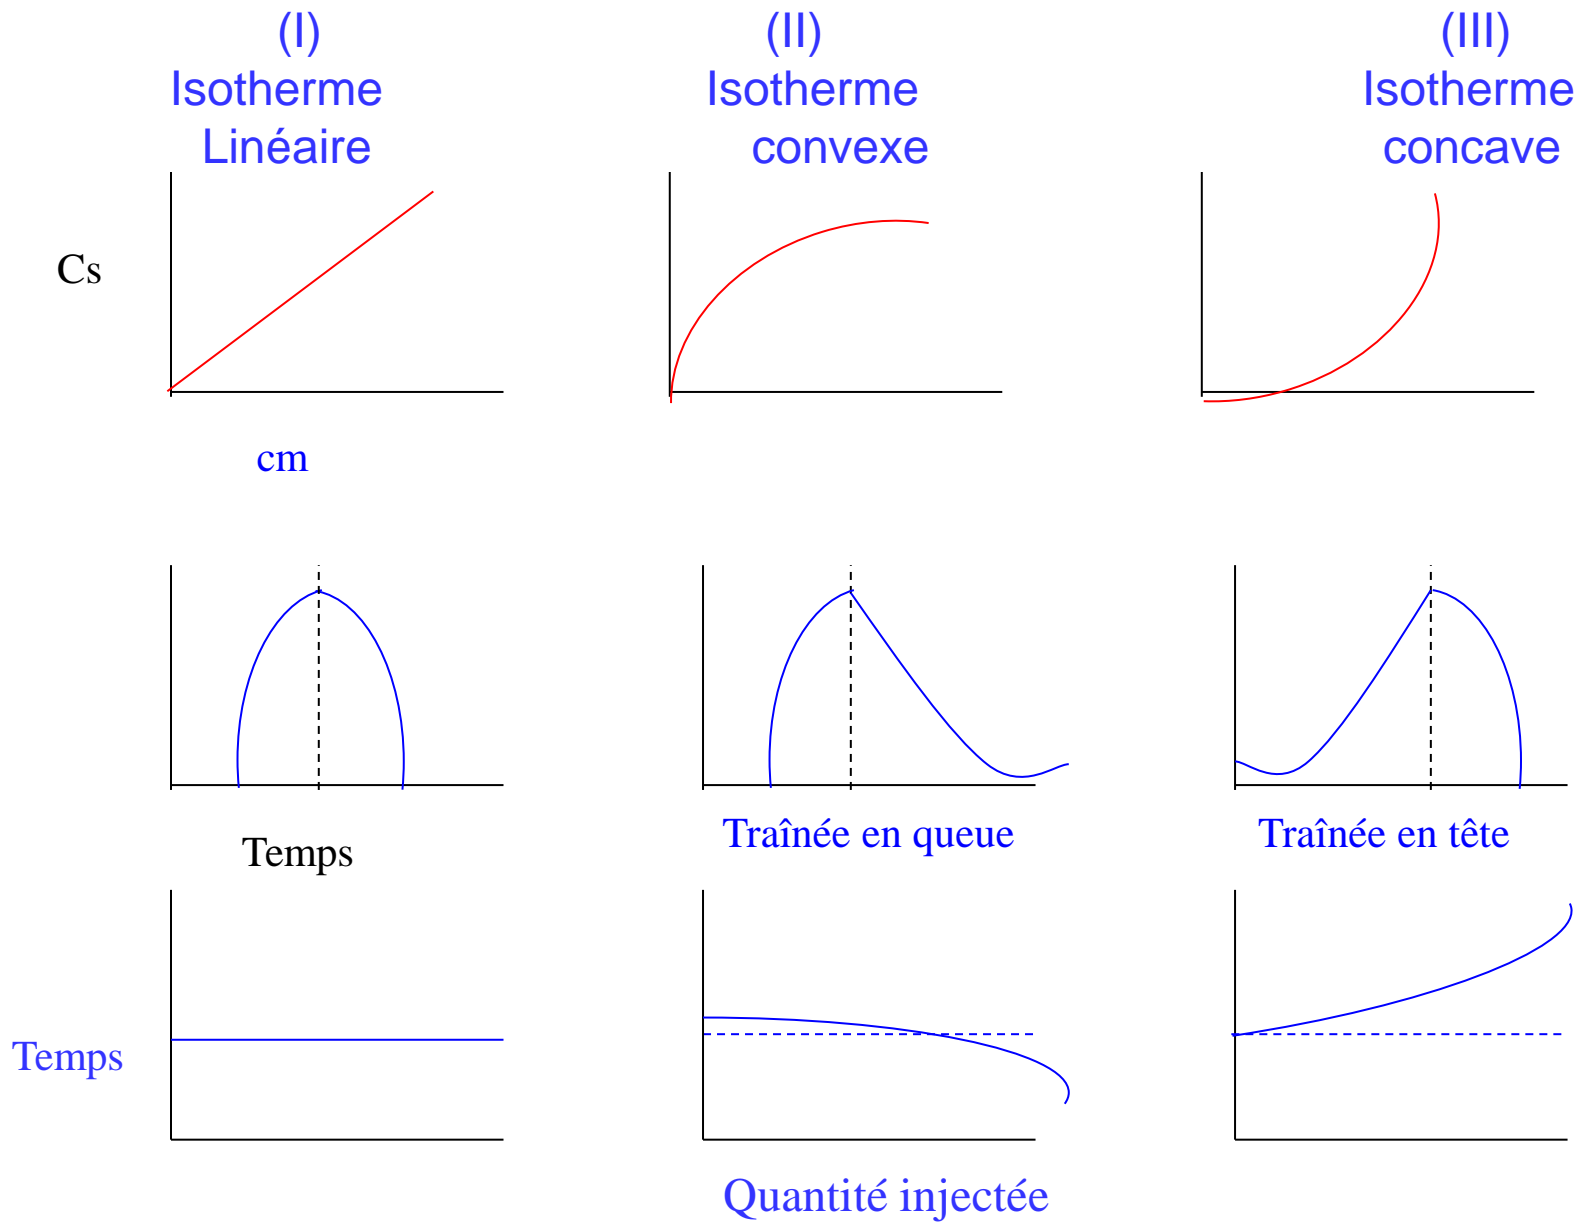 (I)
Isotherme
Linéaire
(II)
Isotherme
convexe
(III)
Isotherme
concave
Cs
cm
Temps
Traînée en queue
Traînée en tête
Temps
Quantité injectée